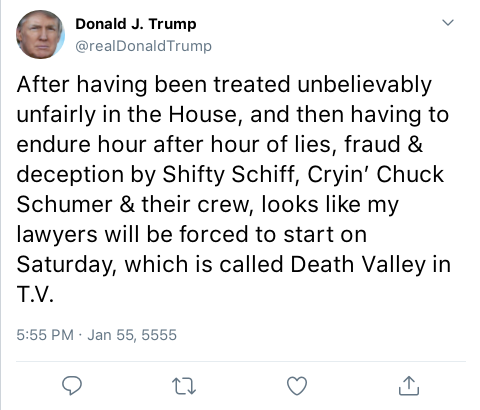 Donald J. Trump
@realDonaldTrump
After having been treated unbelievably
unfairly in the House, and then having to
endure hour after hour of lies, fraud &
deception by Shifty Schiff, Cryin’ Chuck
Schumer & their crew, looks like my
lawyers will be forced to start on
Saturday, which is called Death Valley in
T.V.
5:55 PM · Jan 55, 5555